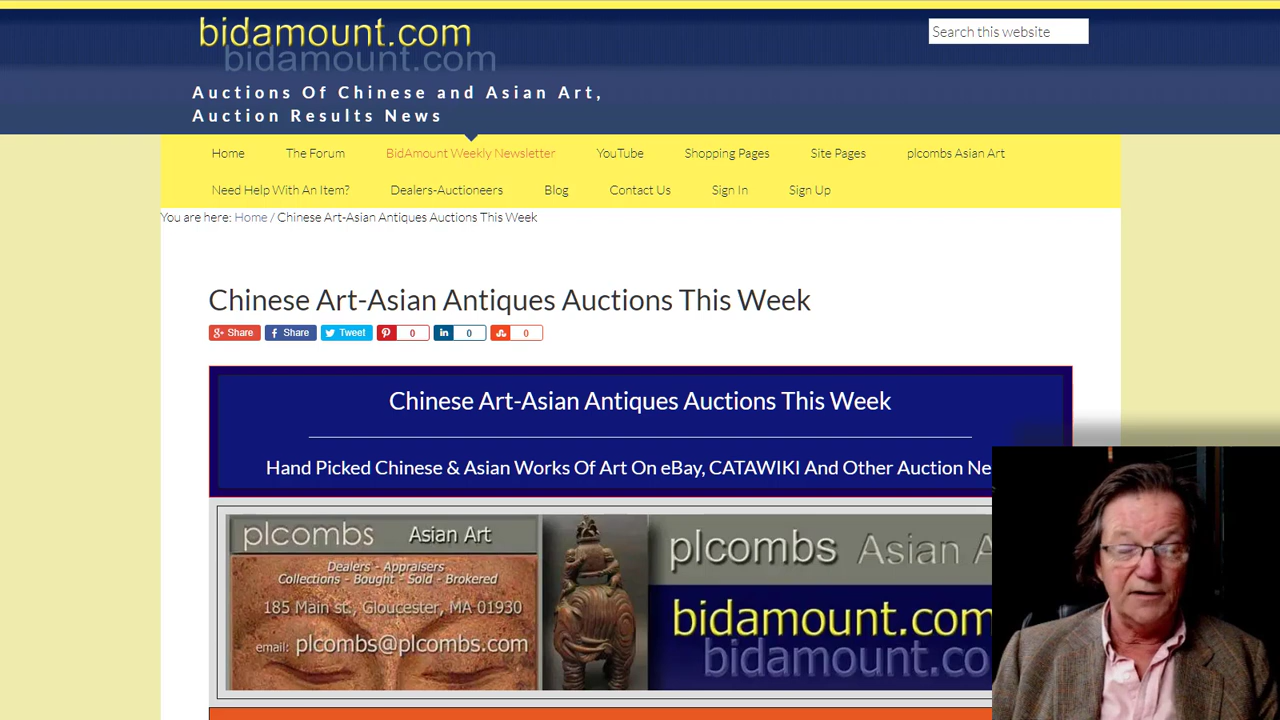 bidamount.com
bidamount.com
Auctions Of Chinese and Asian Art,
Auction Results News
Search this website
Home The Forum BidAmount Weekly Newsletter YouTube Shopping Pages Site Pages plcombs Asian Art
Need Help With An Item? Dealers-Auctioneers Blog Contact Us Sign In Sign Up
You are here: Home / Chinese Art-Asian Antiques Auctions This Week
Chinese Art-Asian Antiques Auctions This Week
Share Share Tweet 0 0 0
Chinese Art-Asian Antiques Auctions This Week
Hand Picked Chinese & Asian Works Of Art On eBay, CATAWIKI And Other Auction Ne
plcombs Asian Art
Dealers - Appraisers
Collections - Bought - Sold - Brokered
185 Main st., Gloucester, MA 01930
email: plcombs@plcombs.com
plcombs Asian A
bidamount.com
bidamount.co